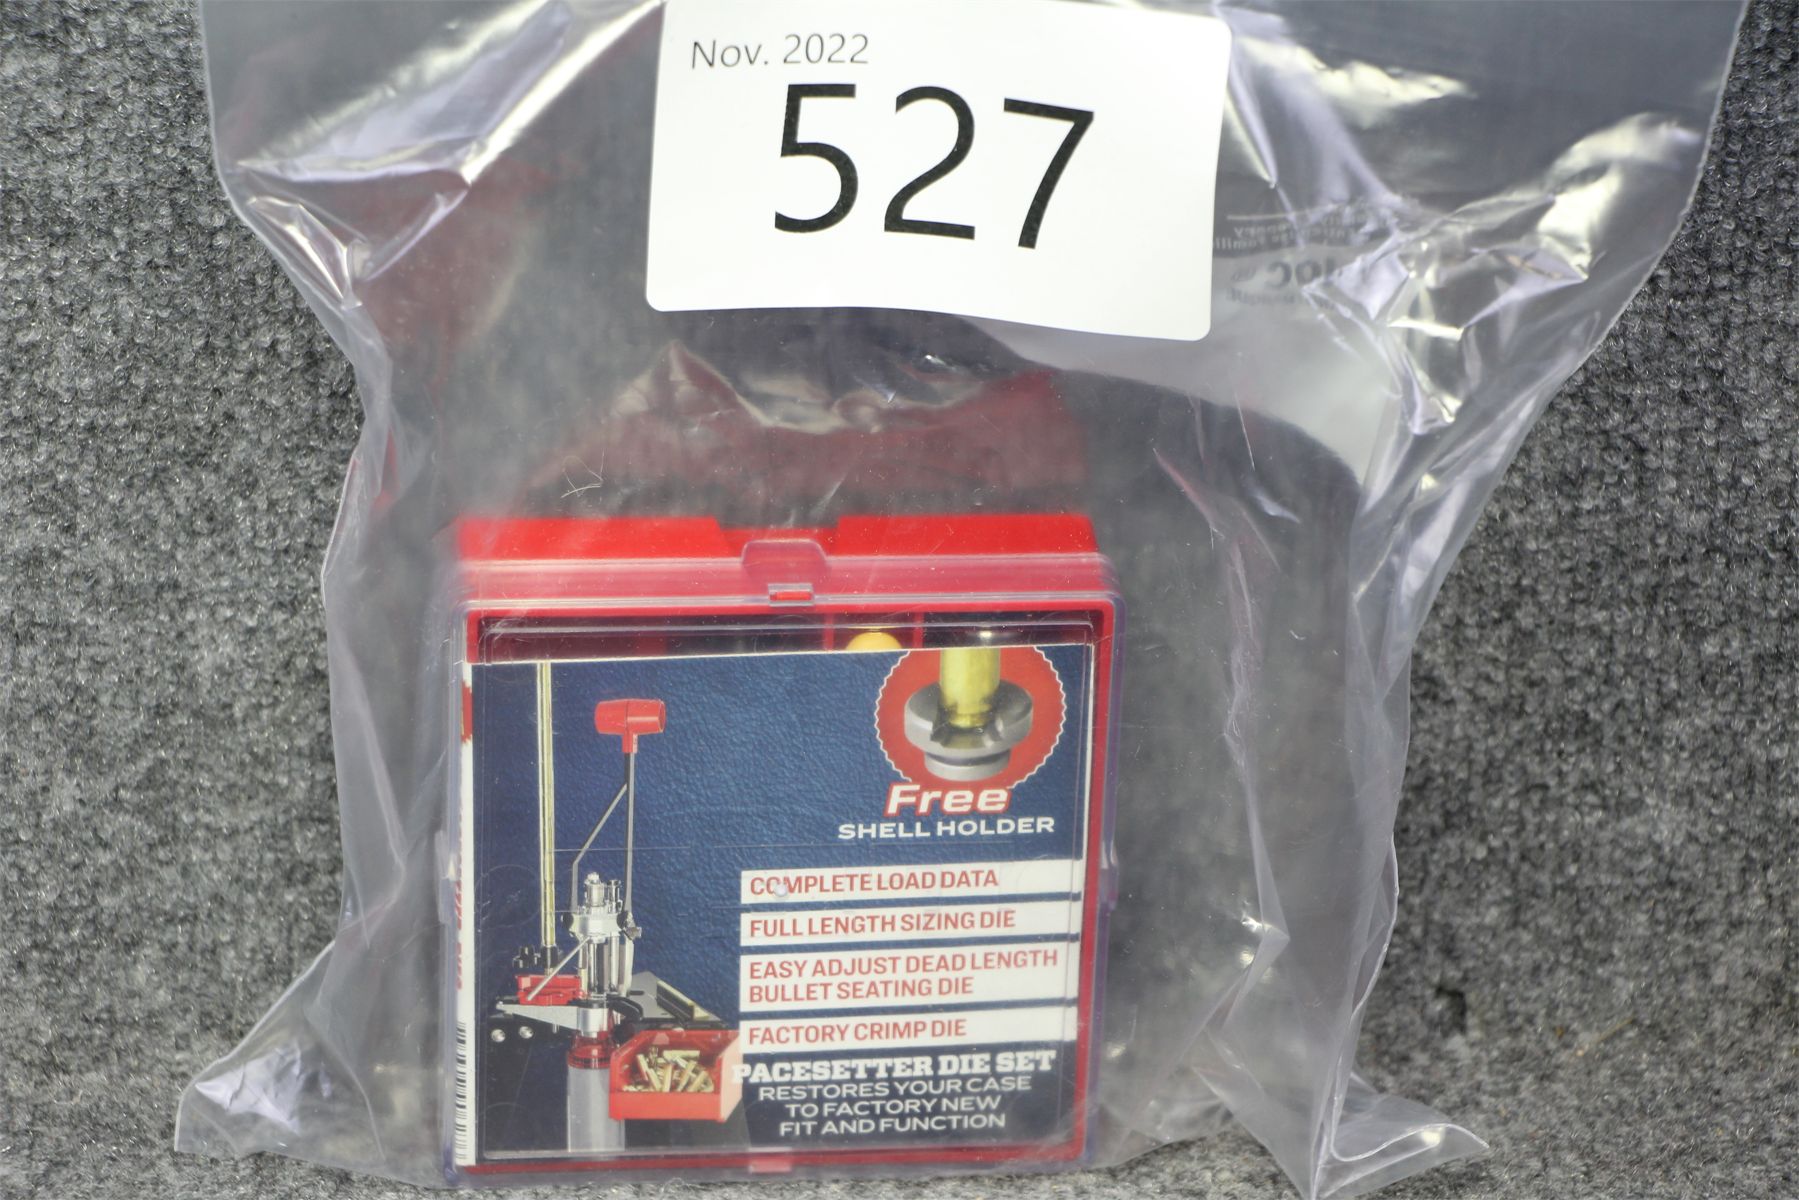 Nov. 2022
527
Free
SHELL HOLDER
COMPLETE LOAD DATA
FULL LENGTH SIZING DIE
EASY ADJUST DEAD LENGTH
BULLET SEATING DIE
FACTORY CRIMP DIE
PACESETTER DIE SET
RESTORES YOUR CASE
TO FACTORY NEW
FIT AND FUNCTION